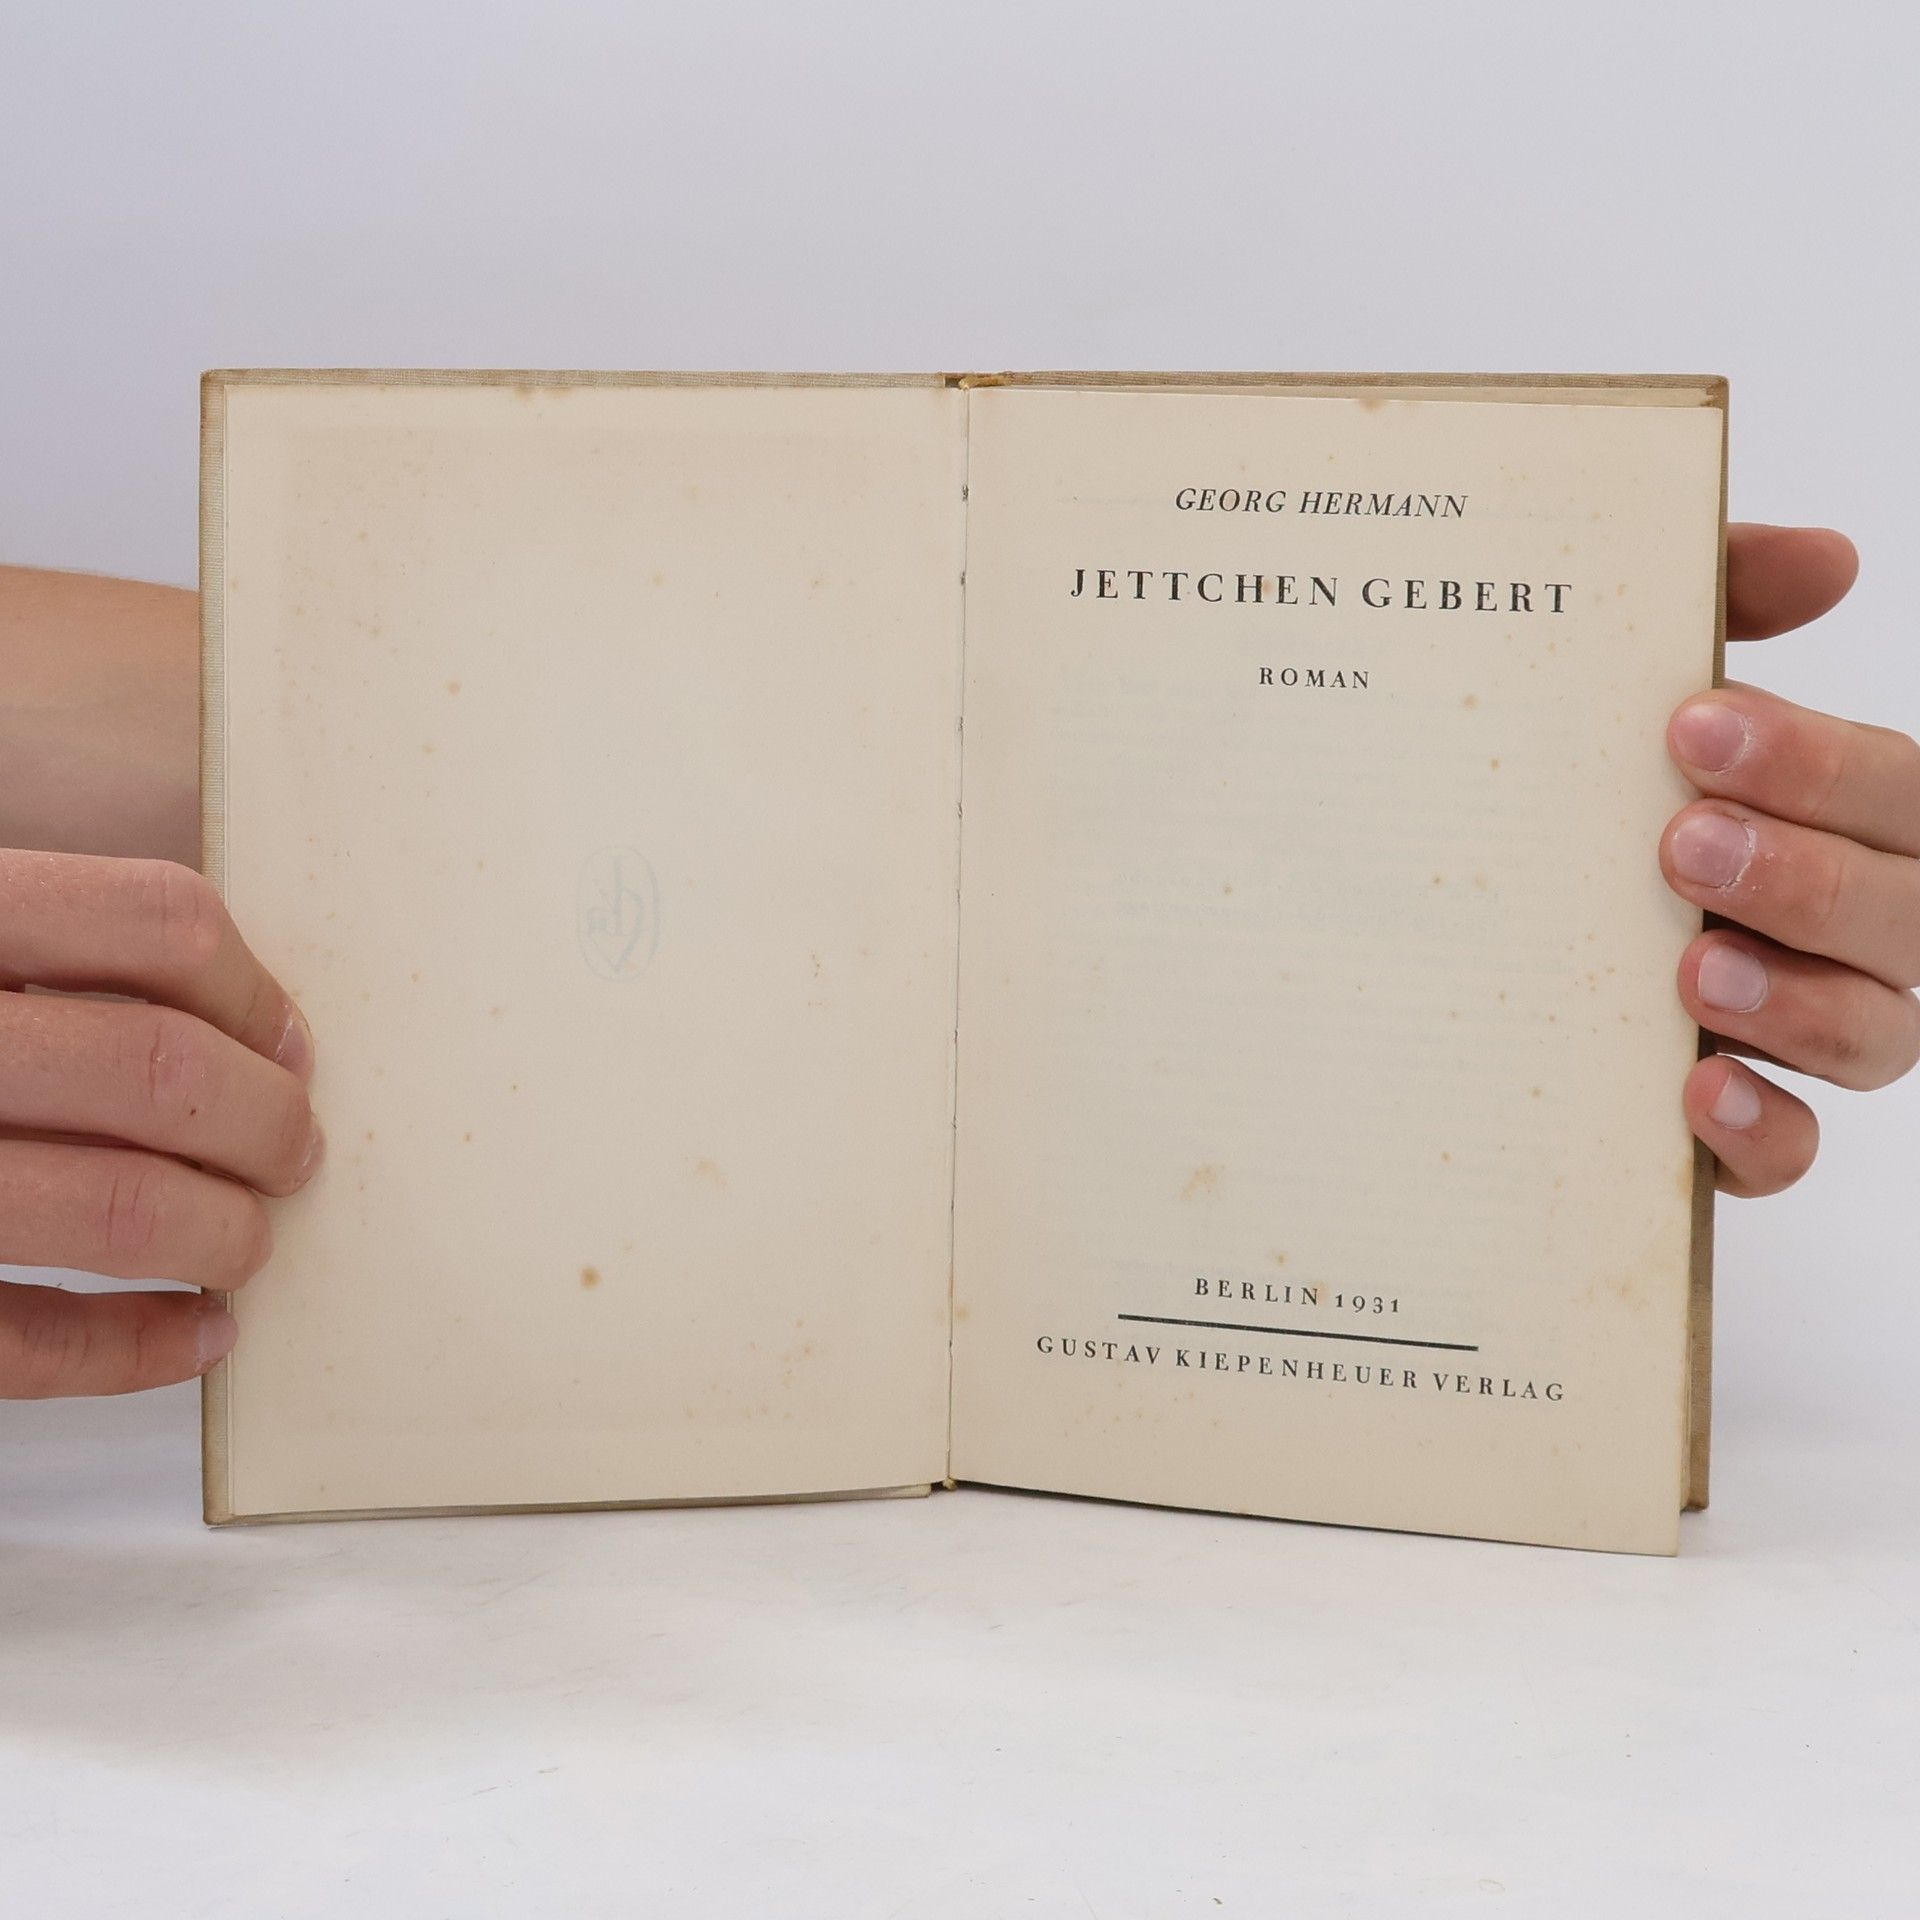 GEORG HERMANN
JETTCHEN GEBERT
ROMAN
BERLIN 1931
GUSTAV KIEPENHEUER VERLAG